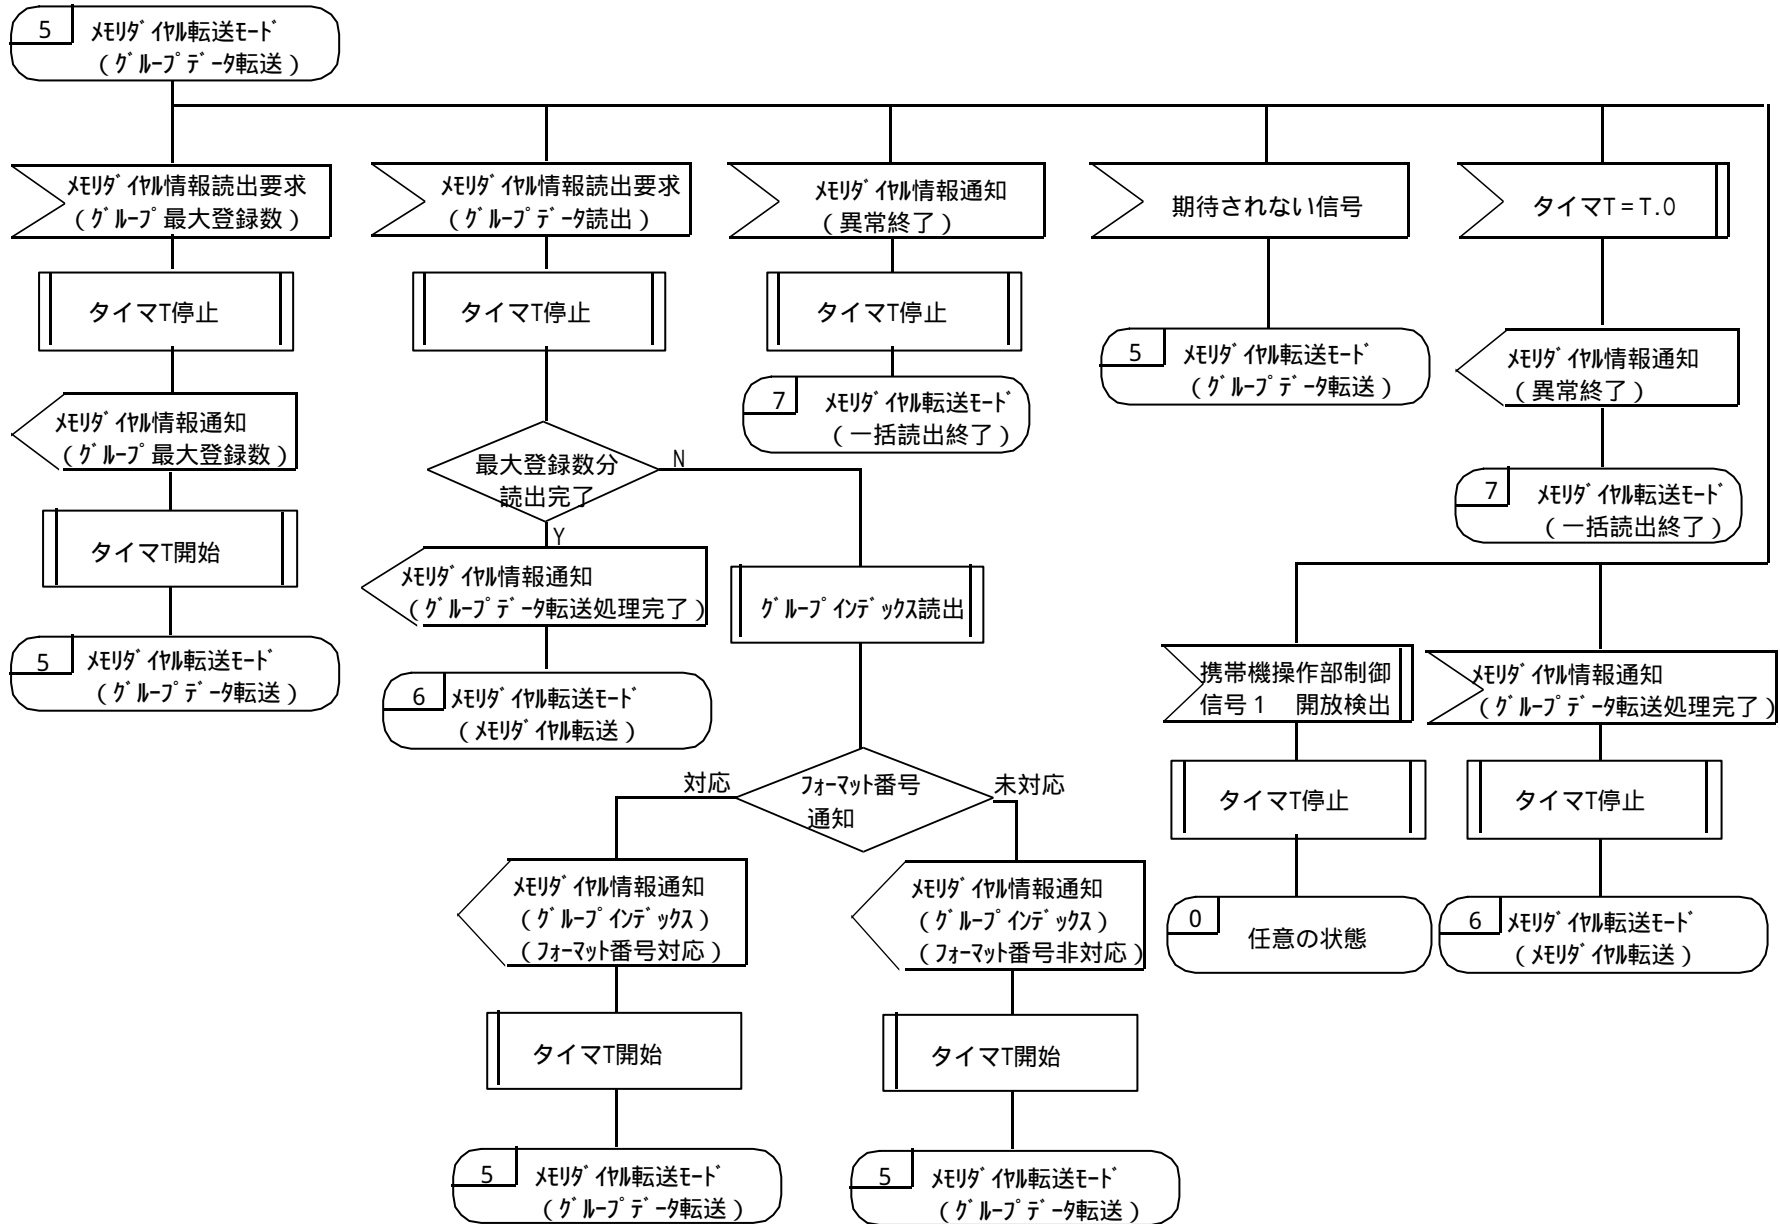 5
ﾒﾓﾘﾀﾞｲﾔﾙ転送ﾓｰﾄﾞ
（ｸﾞﾙｰﾌﾟﾃﾞｰﾀ転送）
ﾒﾓﾘﾀﾞｲﾔﾙ情報読出要求
（ｸﾞﾙｰﾌﾟ最大登録数）
タイマT停止
ﾒﾓﾘﾀﾞｲﾔﾙ情報通知
（ｸﾞﾙｰﾌﾟ最大登録数）
タイマT開始
5
ﾒﾓﾘﾀﾞｲﾔﾙ転送ﾓｰﾄﾞ
（ｸﾞﾙｰﾌﾟﾃﾞｰﾀ転送）
ﾒﾓﾘﾀﾞｲﾔﾙ情報読出要求
（ｸﾞﾙｰﾌﾟﾃﾞｰﾀ読出）
タイマT停止
最大登録数分
読出完了
N
Y
ﾒﾓﾘﾀﾞｲﾔﾙ情報通知
（ｸﾞﾙｰﾌﾟﾃﾞｰﾀ転送処理完了）
6
ﾒﾓﾘﾀﾞｲﾔﾙ転送ﾓｰﾄﾞ
（ﾒﾓﾘﾀﾞｲﾔﾙ転送）
ｸﾞﾙｰﾌﾟｲﾝﾃﾞｯｸｽ読出
ﾌｫｰﾏｯﾄ番号
通知
対応
未対応
ﾒﾓﾘﾀﾞｲﾔﾙ情報通知
（ｸﾞﾙｰﾌﾟｲﾝﾃﾞｯｸｽ）
（ﾌｫｰﾏｯﾄ番号対応）
タイマT開始
5
ﾒﾓﾘﾀﾞｲﾔﾙ転送ﾓｰﾄﾞ
（ｸﾞﾙｰﾌﾟﾃﾞｰﾀ転送）
ﾒﾓﾘﾀﾞｲﾔﾙ情報通知
（ｸﾞﾙｰﾌﾟｲﾝﾃﾞｯｸｽ）
（ﾌｫｰﾏｯﾄ番号非対応）
タイマT開始
5
ﾒﾓﾘﾀﾞｲﾔﾙ転送ﾓｰﾄﾞ
（ｸﾞﾙｰﾌﾟﾃﾞｰﾀ転送）
ﾒﾓﾘﾀﾞｲﾔﾙ情報通知
（異常終了）
タイマT停止
7
ﾒﾓﾘﾀﾞｲﾔﾙ転送ﾓｰﾄﾞ
（一括読出終了）
期待されない信号
5
ﾒﾓﾘﾀﾞｲﾔﾙ転送ﾓｰﾄﾞ
（ｸﾞﾙｰﾌﾟﾃﾞｰﾀ転送）
タイマT=T.O
ﾒﾓﾘﾀﾞｲﾔﾙ情報通知
（異常終了）
7
ﾒﾓﾘﾀﾞｲﾔﾙ転送ﾓｰﾄﾞ
（一括読出終了）
携帯機操作部制御
信号１　開放検出
タイマT停止
0
任意の状態
ﾒﾓﾘﾀﾞｲﾔﾙ情報通知
（ｸﾞﾙｰﾌﾟﾃﾞｰﾀ転送処理完了）
タイマT停止
6
ﾒﾓﾘﾀﾞｲﾔﾙ転送ﾓｰﾄﾞ
（ﾒﾓﾘﾀﾞｲﾔﾙ転送）